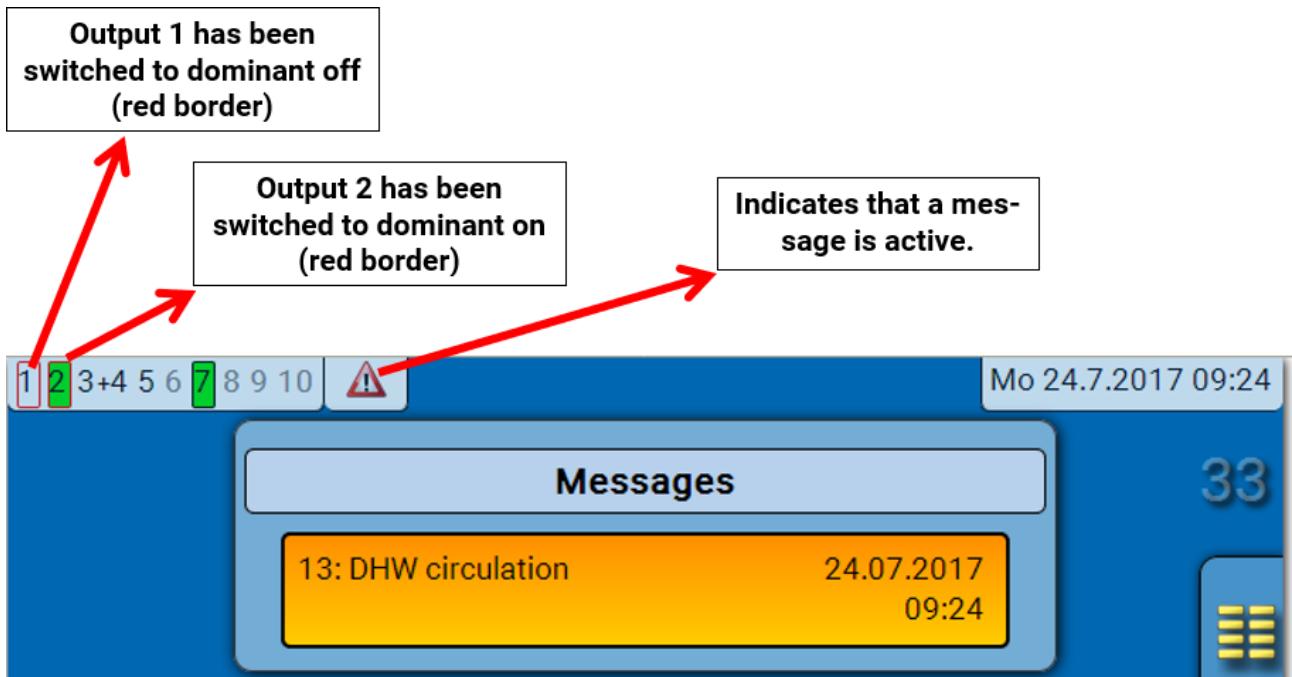 Output 1 has been
switched to dominant off
(red border)
Output 2 has been
switched to dominant on
(red border)
Indicates that a mes-
sage is active.
1 2 3+4 5 6 7 8 9 10
Mo 24.7.2017 09:24
Messages
33
13: DHW circulation 24.07.2017
09:24